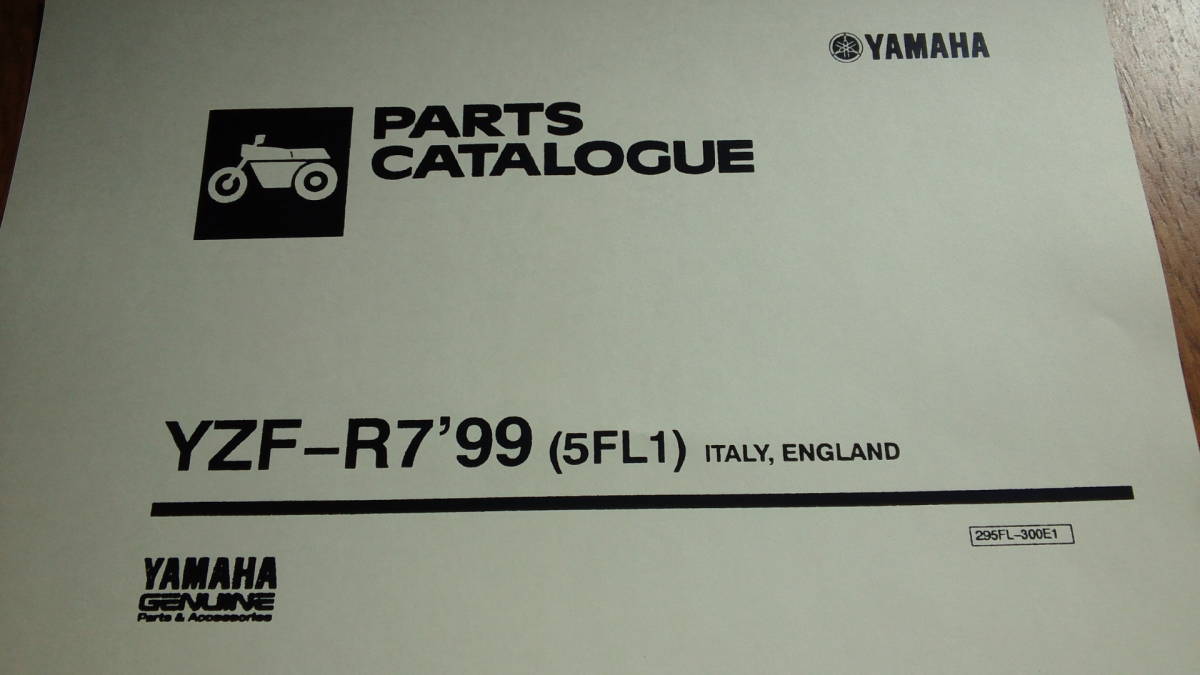 YAMAHA
PARTS
CATALOGUE
YZF-R7'99 (5FL1) ITALY, ENGLAND
295FL-300E1
YAMAHA
GENUINE
Parts & Accessories